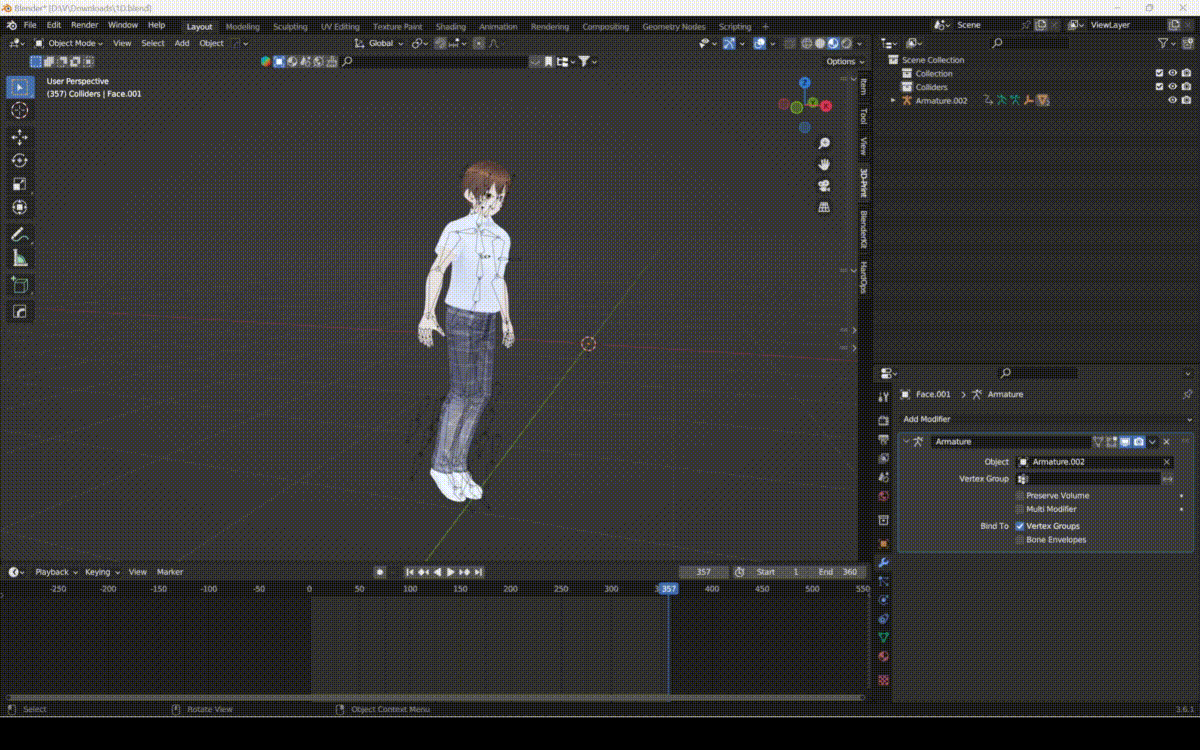 Blender* [D:\V\Downloads\1D.blend]
File Edit Render Window Help Layout Modeling Sculpting UV Editing Texture Paint Shading Animation Rendering Compositing Geometry Nodes Scripting + Scene ViewLayer
Object Mode View Select Add Object Global
Options
User Perspective
(357) Colliders | Face.001
Z
Y
X
Item
Tool
View
3D-Print
BlenderKit
HardOps
Scene Collection
Collection
Colliders
Armature.002
Face.001 > Armature
Add Modifier
Armature
Object Armature.002
Vertex Group
Preserve Volume
Multi Modifier
Bind To Vertex Groups
Bone Envelopes
Playback Keying View Marker 357 Start 1 End 360
-250 -200 -150 -100 -50 0 50 100 150 200 250 300 357 400 450 500 550
Select Rotate View Object Context Menu 3.6.1